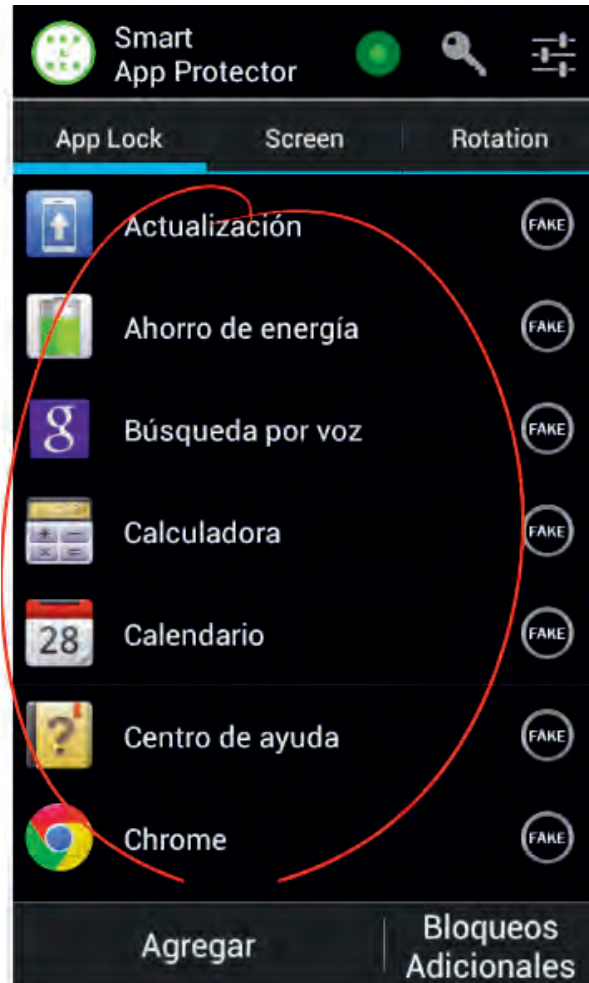 Smart
App Protector
App Lock Screen Rotation
Actualización FAKE
Ahorro de energía FAKE
g Búsqueda por voz FAKE
+ −
× =
Calculadora FAKE
28 Calendario FAKE
? Centro de ayuda FAKE
Chrome FAKE
Agregar
Bloqueos
Adicionales